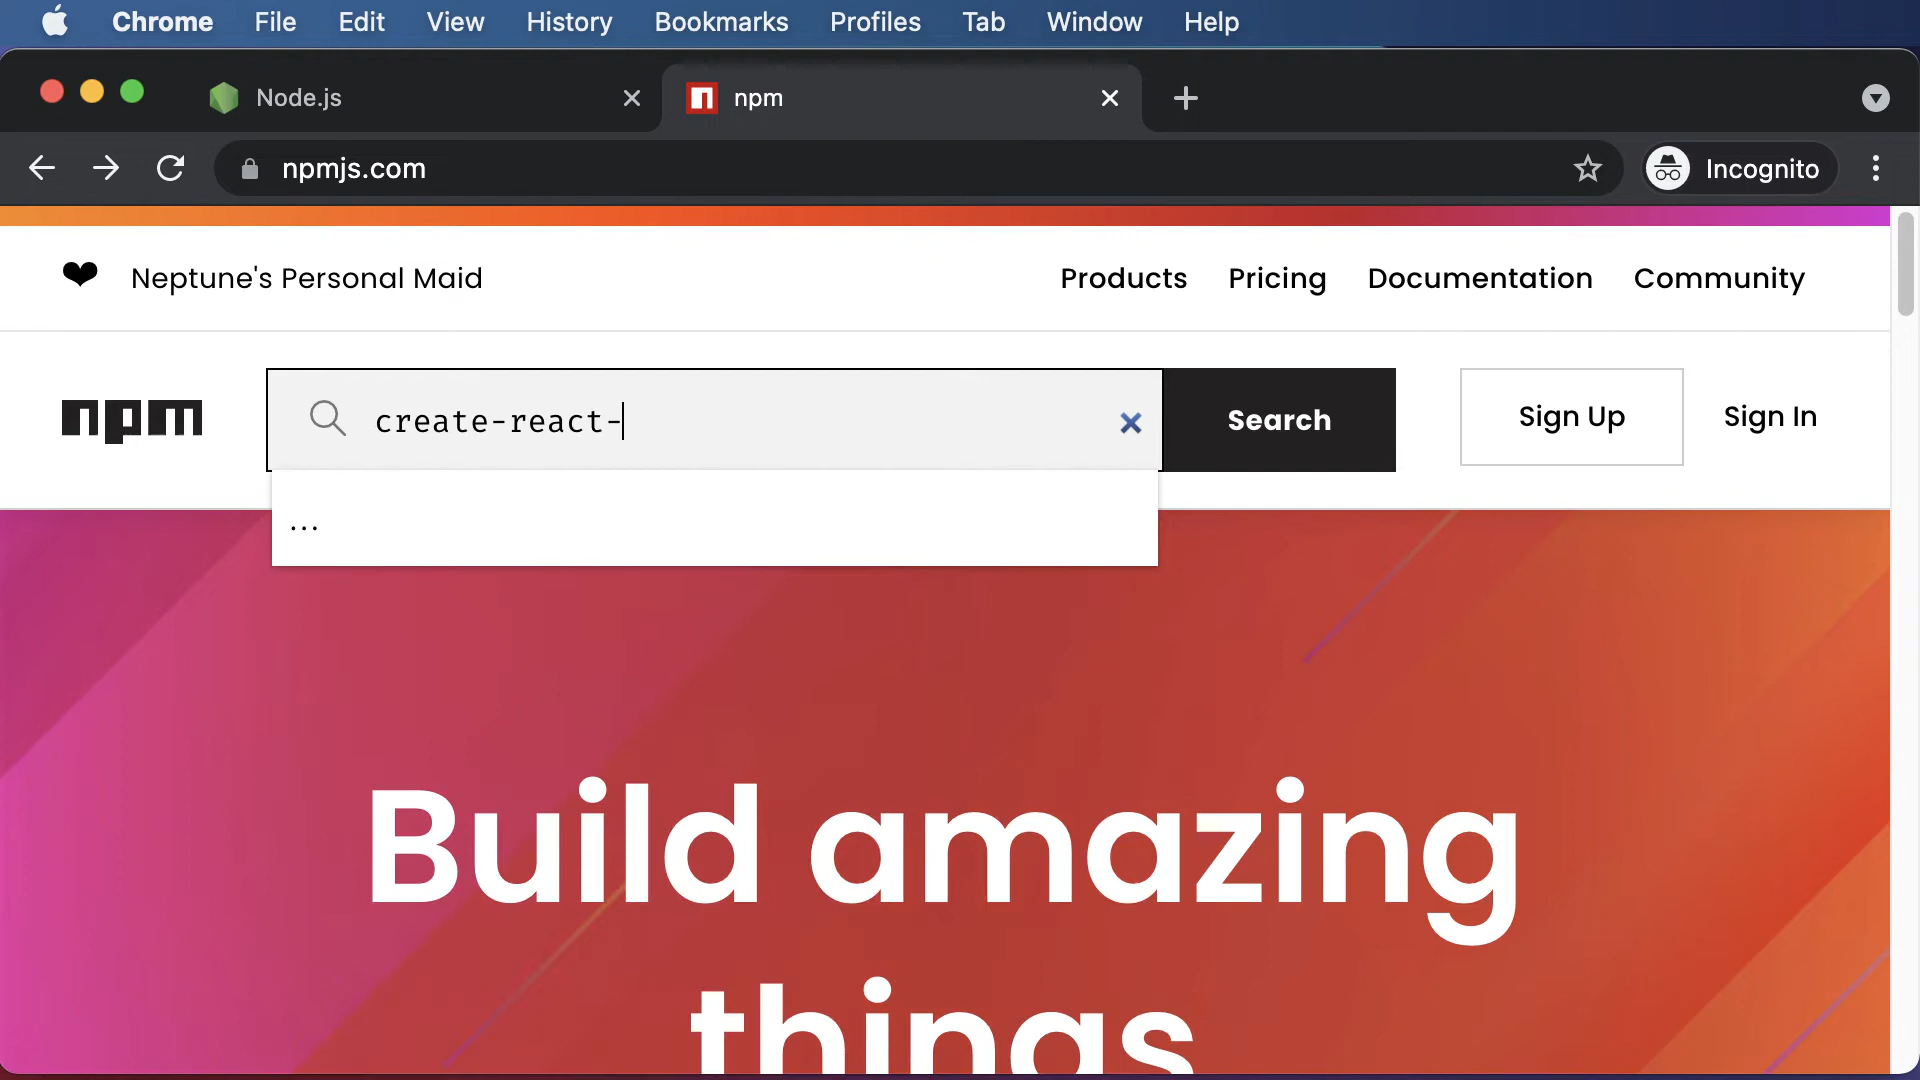 Chrome File Edit View History Bookmarks Profiles Tab Window Help
Node.js npm
npmjs.com Incognito
Neptune's Personal Maid Products Pricing Documentation Community
npm create-react- Search Sign Up Sign In
...
Build amazing
things